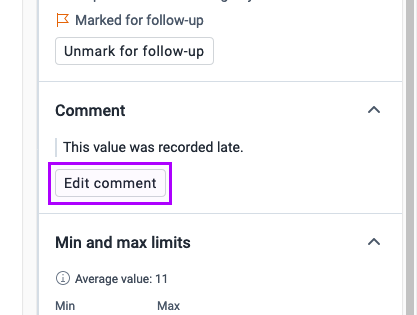 Marked for follow-up
Unmark for follow-up
Comment
This value was recorded late.
Edit comment
Min and max limits
Average value: 11
Min Max